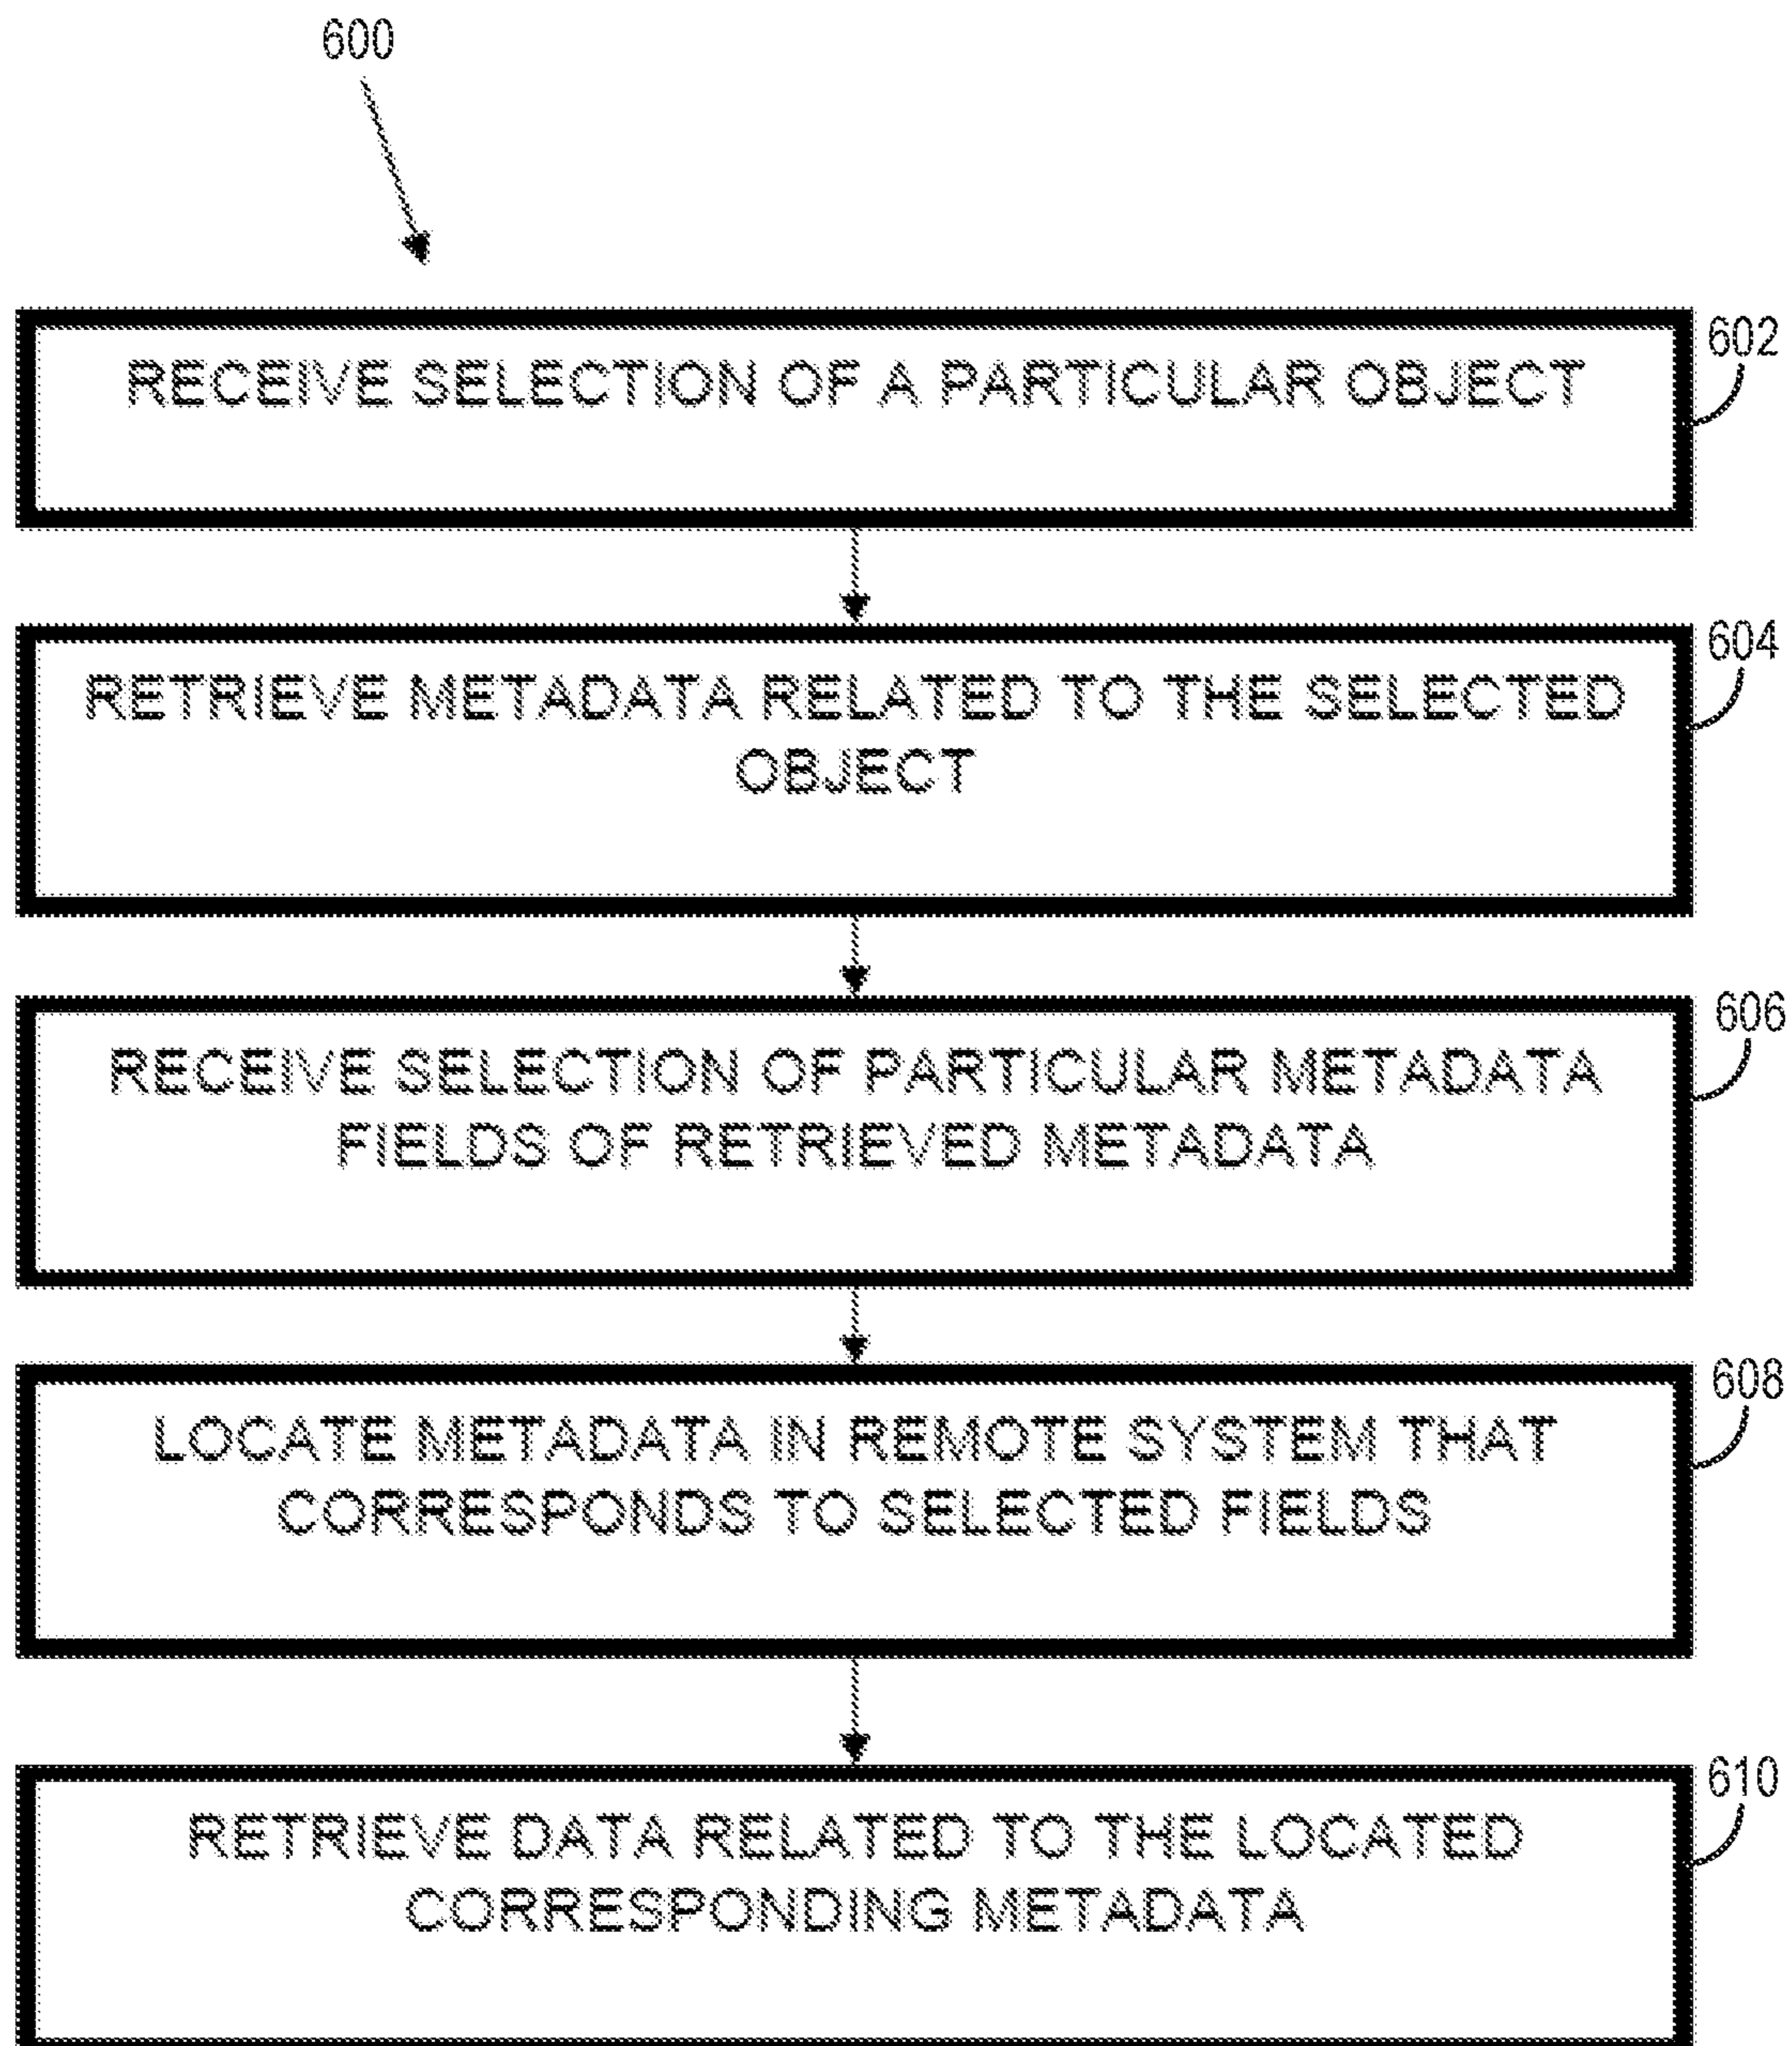 600
RECEIVE SELECTION OF A PARTICULAR OBJECT
602
RETRIEVE METADATA RELATED TO THE SELECTED
OBJECT
604
RECEIVE SELECTION OF PARTICULAR METADATA
FIELDS OF RETRIEVED METADATA
606
LOCATE METADATA IN REMOTE SYSTEM THAT
CORRESPONDS TO SELECTED FIELDS
608
RETRIEVE DATA RELATED TO THE LOCATED
CORRESPONDING METADATA
610